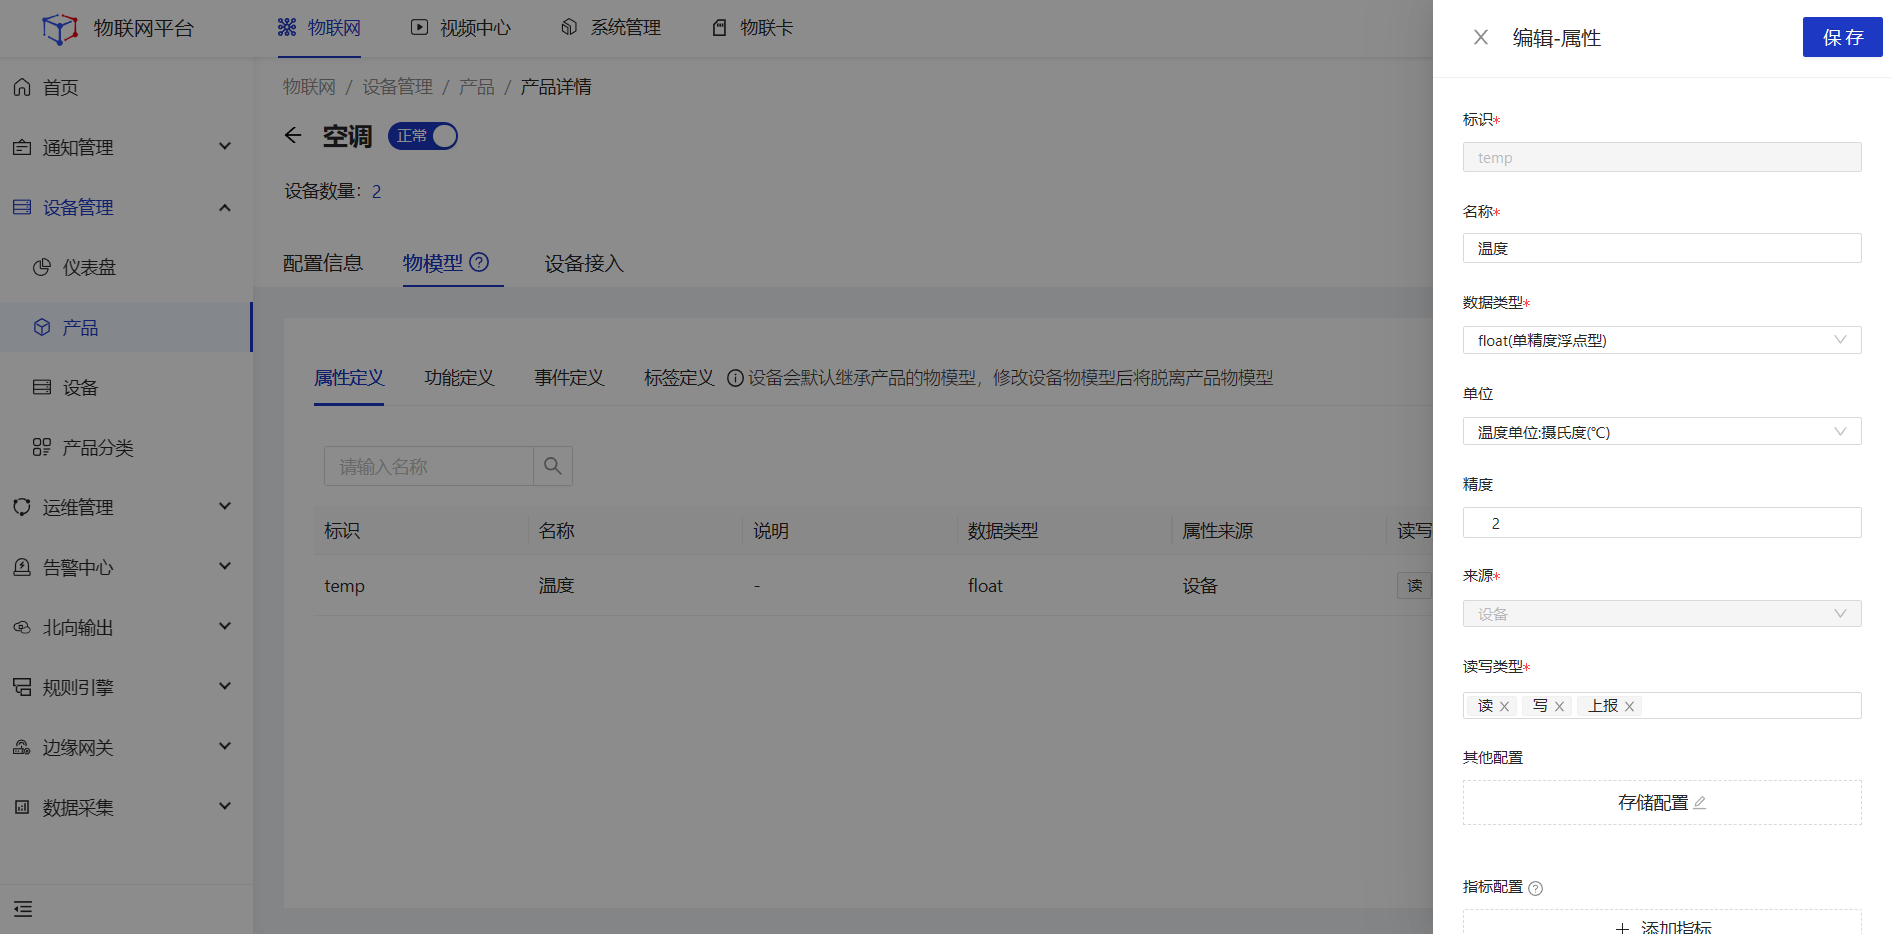 物联网平台
物联网
视频中心
系统管理
物联卡
首页
通知管理
设备管理
仪表盘
产品
设备
产品分类
运维管理
告警中心
北向输出
规则引擎
边缘网关
数据采集
物联网 / 设备管理 / 产品 / 产品详情
空调 正常
设备数量：2
配置信息 物模型 设备接入
属性定义 功能定义 事件定义 标签定义 设备会默认继承产品的物模型，修改设备物模型后将脱离产品物模型
请输入名称
标识 名称 说明 数据类型 属性来源 读写
temp 温度 - float 设备 读
编辑-属性 保 存
标识*
temp
名称*
温度
数据类型*
float(单精度浮点型)
单位
温度单位:摄氏度(℃)
精度
2
来源*
设备
读写类型*
读 写 上报
其他配置
存储配置
指标配置
+ 添加指标